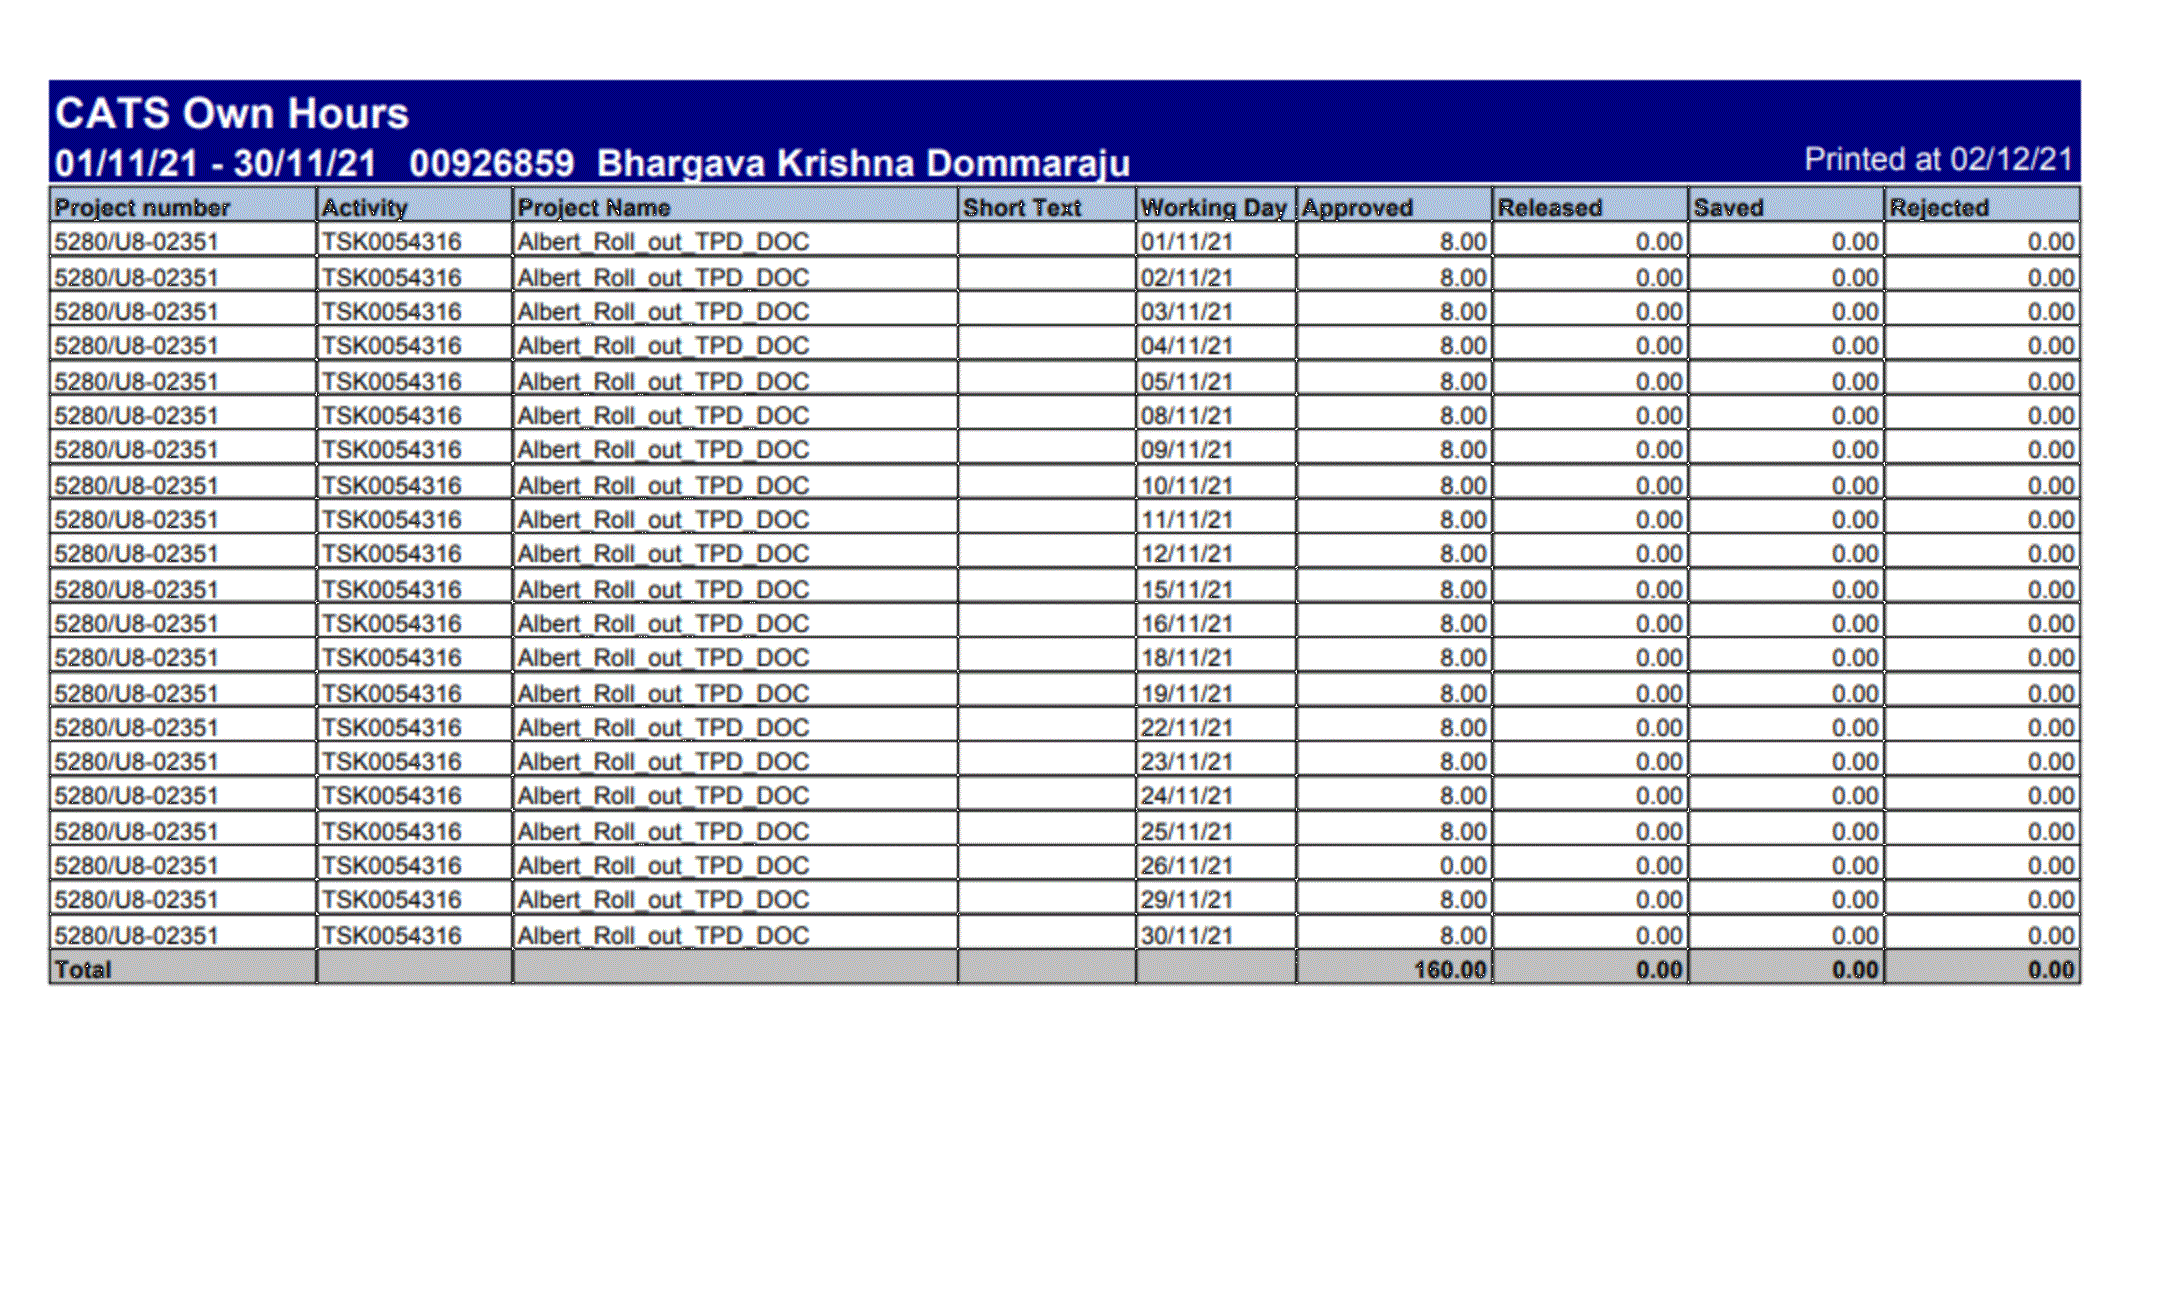 CATS Own Hours
01/11/21 - 30/11/21 00926859 Bhargava Krishna Dommaraju Printed at 02/12/21
Project number Activity Project Name Short Text Working Day Approved Released Saved Rejected
5280/U8-02351 TSK0054316 Albert_Roll_out_TPD_DOC 01/11/21 8.00 0.00 0.00 0.00
5280/U8-02351 TSK0054316 Albert_Roll_out_TPD_DOC 02/11/21 8.00 0.00 0.00 0.00
5280/U8-02351 TSK0054316 Albert_Roll_out_TPD_DOC 03/11/21 8.00 0.00 0.00 0.00
5280/U8-02351 TSK0054316 Albert_Roll_out_TPD_DOC 04/11/21 8.00 0.00 0.00 0.00
5280/U8-02351 TSK0054316 Albert_Roll_out_TPD_DOC 05/11/21 8.00 0.00 0.00 0.00
5280/U8-02351 TSK0054316 Albert_Roll_out_TPD_DOC 08/11/21 8.00 0.00 0.00 0.00
5280/U8-02351 TSK0054316 Albert_Roll_out_TPD_DOC 09/11/21 8.00 0.00 0.00 0.00
5280/U8-02351 TSK0054316 Albert_Roll_out_TPD_DOC 10/11/21 8.00 0.00 0.00 0.00
5280/U8-02351 TSK0054316 Albert_Roll_out_TPD_DOC 11/11/21 8.00 0.00 0.00 0.00
5280/U8-02351 TSK0054316 Albert_Roll_out_TPD_DOC 12/11/21 8.00 0.00 0.00 0.00
5280/U8-02351 TSK0054316 Albert_Roll_out_TPD_DOC 15/11/21 8.00 0.00 0.00 0.00
5280/U8-02351 TSK0054316 Albert_Roll_out_TPD_DOC 16/11/21 8.00 0.00 0.00 0.00
5280/U8-02351 TSK0054316 Albert_Roll_out_TPD_DOC 18/11/21 8.00 0.00 0.00 0.00
5280/U8-02351 TSK0054316 Albert_Roll_out_TPD_DOC 19/11/21 8.00 0.00 0.00 0.00
5280/U8-02351 TSK0054316 Albert_Roll_out_TPD_DOC 22/11/21 8.00 0.00 0.00 0.00
5280/U8-02351 TSK0054316 Albert_Roll_out_TPD_DOC 23/11/21 8.00 0.00 0.00 0.00
5280/U8-02351 TSK0054316 Albert_Roll_out_TPD_DOC 24/11/21 8.00 0.00 0.00 0.00
5280/U8-02351 TSK0054316 Albert_Roll_out_TPD_DOC 25/11/21 8.00 0.00 0.00 0.00
5280/U8-02351 TSK0054316 Albert_Roll_out_TPD_DOC 26/11/21 0.00 0.00 0.00 0.00
5280/U8-02351 TSK0054316 Albert_Roll_out_TPD_DOC 29/11/21 8.00 0.00 0.00 0.00
5280/U8-02351 TSK0054316 Albert_Roll_out_TPD_DOC 30/11/21 8.00 0.00 0.00 0.00
Total 160.00 0.00 0.00 0.00